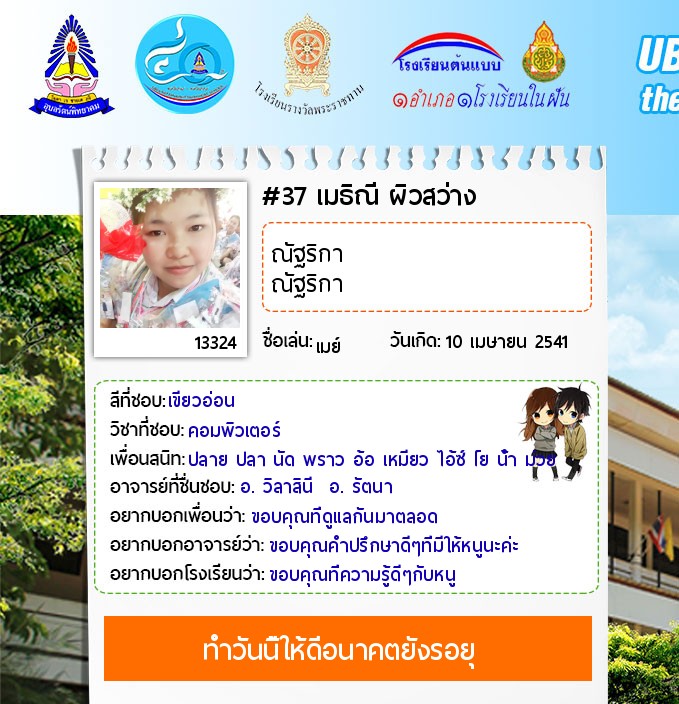 อุบลรัตน์พิทยาคม
โรงเรียนรางวัลพระราชทาน
โรงเรียนต้นแบบ
๑อำเภอ๑โรงเรียนในฝัน
UB
the
#37 เมธิณี ผิวสว่าง
ณัฐริกา
ณัฐริกา
13324
ชื่อเล่น: เมย์ วันเกิด: 10 เมษายน 2541
สีที่ชอบ: เขียวอ่อน
วิชาที่ชอบ: คอมพิวเตอร์
เพื่อนสนิท: ปลาย ปลา นัด พราว อ้อ เหมียว ไอ้ซ์ โย น้ำ มวย
อาจารย์ที่ชื่นชอบ: อ. วิลาสินี อ. รัตนา
อยากบอกเพื่อนว่า: ขอบคุณที่ดูแลกันมาตลอด
อยากบอกอาจารย์ว่า: ขอบคุณคำปรึกษาดีๆที่มีให้หนูนะค่ะ
อยากบอกโรงเรียนว่า: ขอบคุณที่ความรู้ดีๆกับหนู
ทำวันนี้ให้ดีอนาคตยังรอยุ